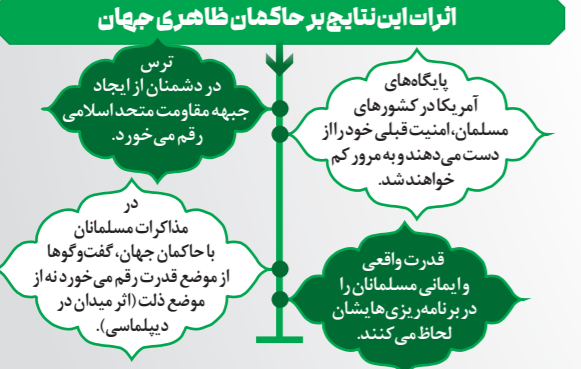 اثرات این نتایج بر حاکمان ظاهری جهان
ترس
در دشمنان از ایجاد
جبهه مقاومت متحد اسلامی
رقم می‌خورد.
پایگاه‌های
آمریکا در کشورهای
مسلمان، امنیت قبلی خود را از
دست می‌دهند و به مرور کم
خواهند شد.
در
مذاکرات مسلمانان
با حاکمان جهان، گفت‌وگوها
از موضع قدرت رقم می‌خورد نه از
موضع ذلت (اثر میدان در
دیپلماسی).
قدرت واقعی
و ایمانی مسلمانان را
در برنامه‌ریزی‌هایشان
لحاظ می‌کنند.